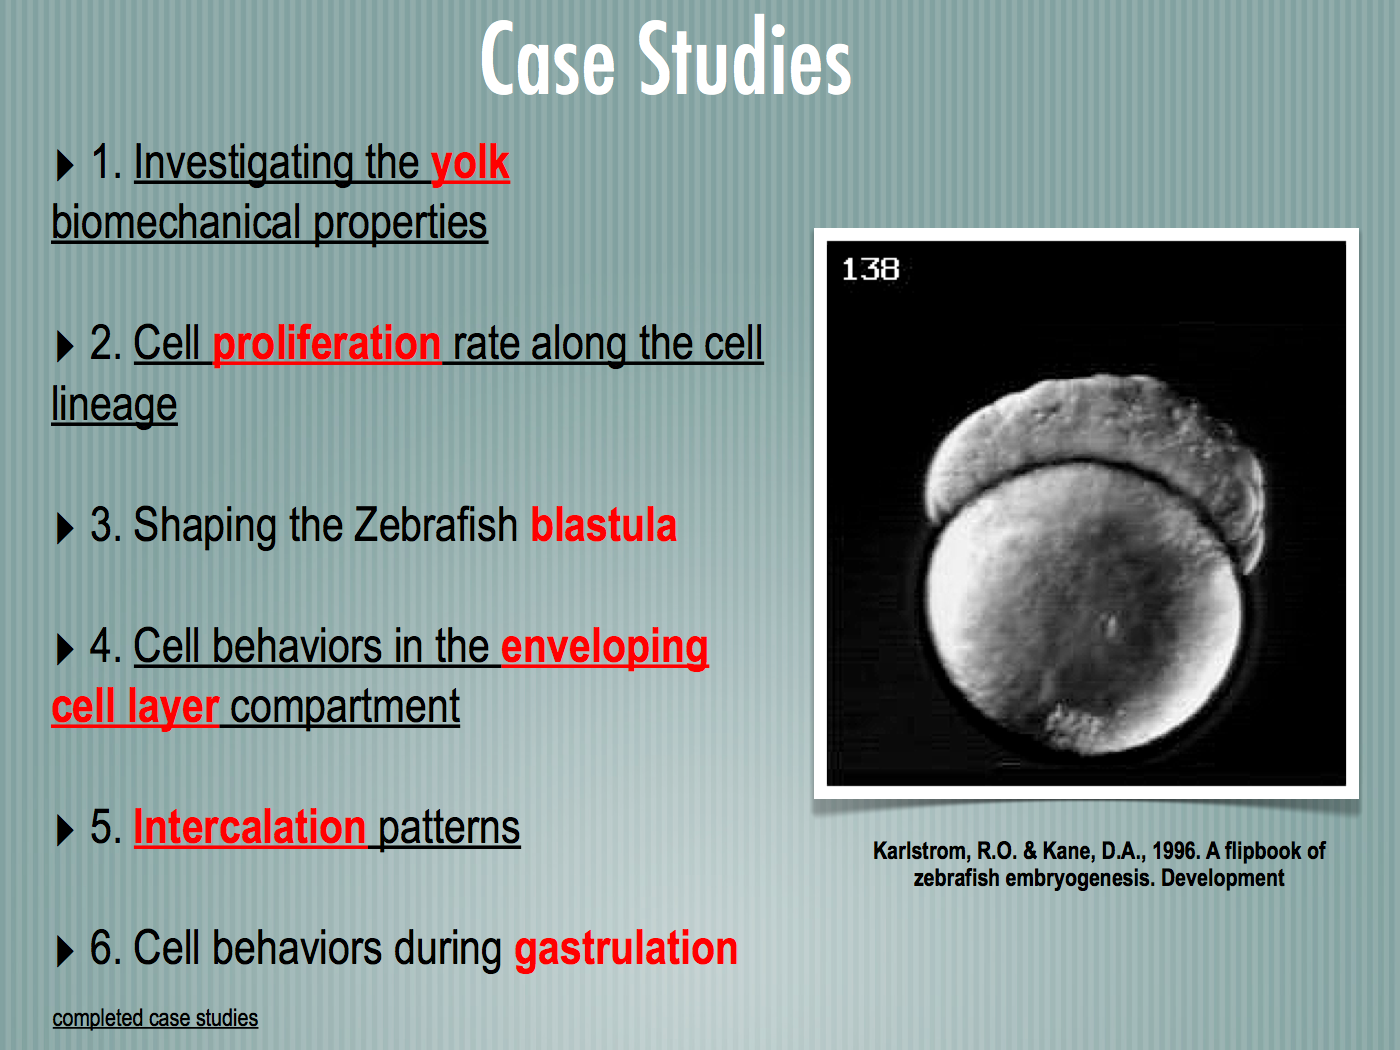 Case Studies
1. Investigating the yolk
biomechanical properties
2. Cell proliferation rate along the cell
lineage
3. Shaping the Zebrafish blastula
4. Cell behaviors in the enveloping
cell layer compartment
5. Intercalation patterns
6. Cell behaviors during gastrulation
completed case studies
138
Karlstrom, R.O. & Kane, D.A., 1996. A flipbook of
zebrafish embryogenesis. Development